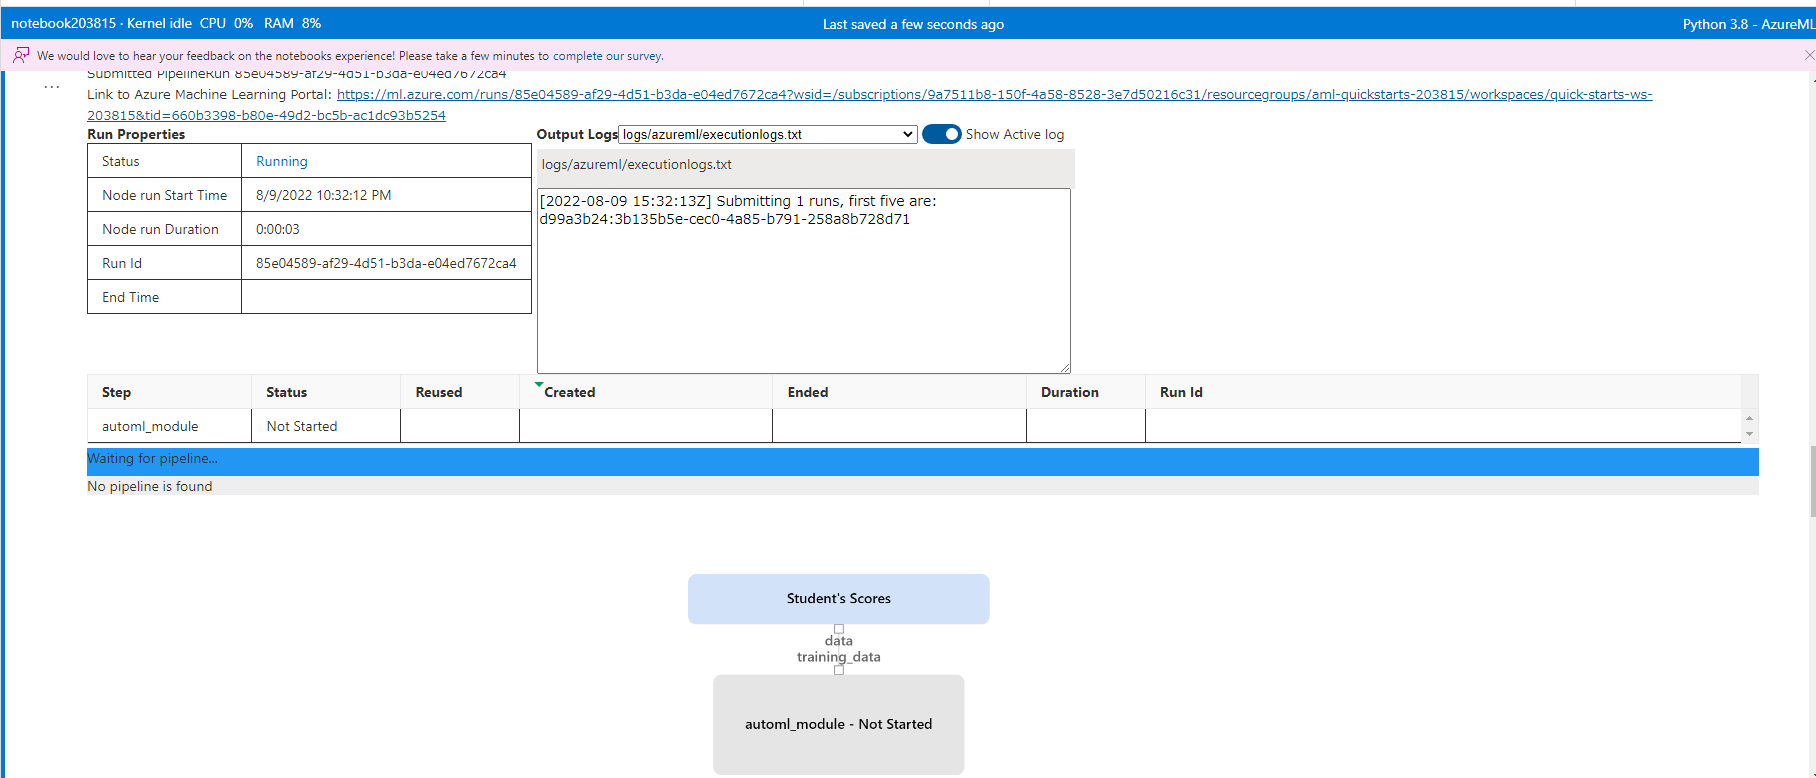 notebook203815 · Kernel idle CPU 0% RAM 8%
Last saved a few seconds ago
Python 3.8 - AzureML
We would love to hear your feedback on the notebooks experience! Please take a few minutes to complete our survey.
...
Submitted PipelineRun 85e04589-af29-4d51-b3da-e04ed7672ca4
Link to Azure Machine Learning Portal: https://ml.azure.com/runs/85e04589-af29-4d51-b3da-e04ed7672ca4?wsid=/subscriptions/9a7511b8-150f-4a58-8528-3e7d50216c31/resourcegroups/aml-quickstarts-203815/workspaces/quick-starts-ws-
203815&tid=660b3398-b80e-49d2-bc5b-ac1dc93b5254
Run Properties
Status Running
Node run Start Time 8/9/2022 10:32:12 PM
Node run Duration 0:00:03
Run Id 85e04589-af29-4d51-b3da-e04ed7672ca4
End Time
Output Logs logs/azureml/executionlogs.txt Show Active log
logs/azureml/executionlogs.txt
[2022-08-09 15:32:13Z] Submitting 1 runs, first five are:
d99a3b24:3b135b5e-cec0-4a85-b791-258a8b728d71
Step Status Reused Created Ended Duration Run Id
automl_module Not Started
Waiting for pipeline...
No pipeline is found
Student's Scores
data
training_data
automl_module - Not Started